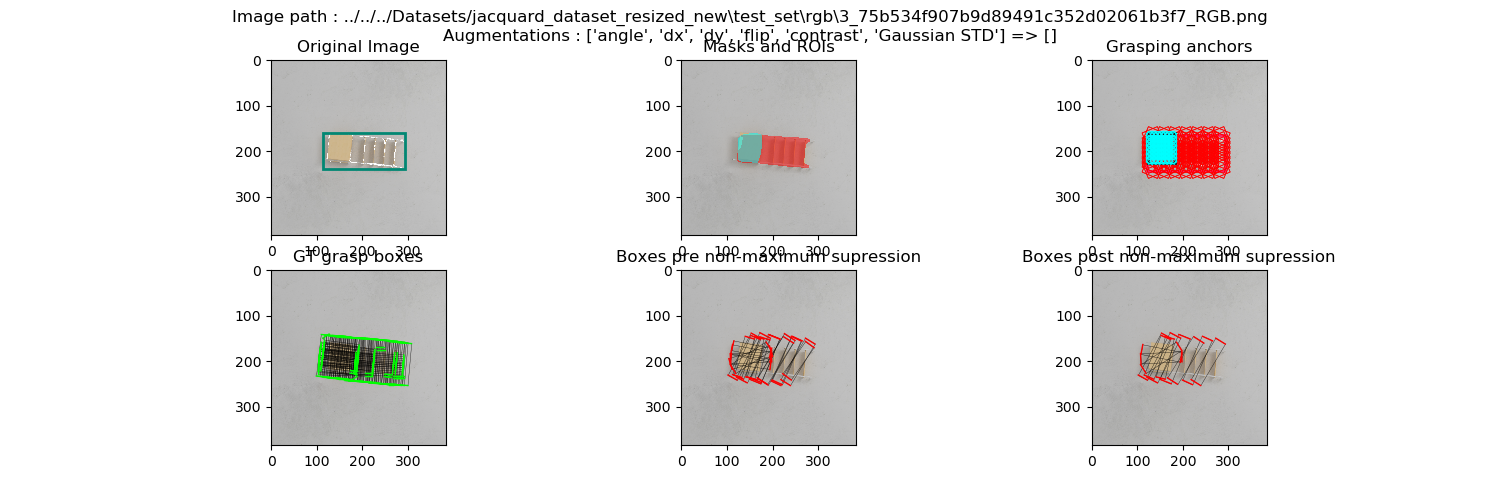 Image path : ../../../Datasets/jacquard_dataset_resized_new\test_set\rgb\3_75b534f907b9d89491c352d02061b3f7_RGB.png
Augmentations : ['angle', 'dx', 'dy', 'flip', 'contrast', 'Gaussian STD'] => []
Original Image
Masks and ROIs
Grasping anchors
0
100
200
300
0 100 200 300
0
100
200
300
0 100 200 300
0
100
200
300
0 100 200 300
GT grasp boxes
Boxes pre non-maximum supression
Boxes post non-maximum supression
0
100
200
300
0 100 200 300
0
100
200
300
0 100 200 300
0
100
200
300
0 100 200 300